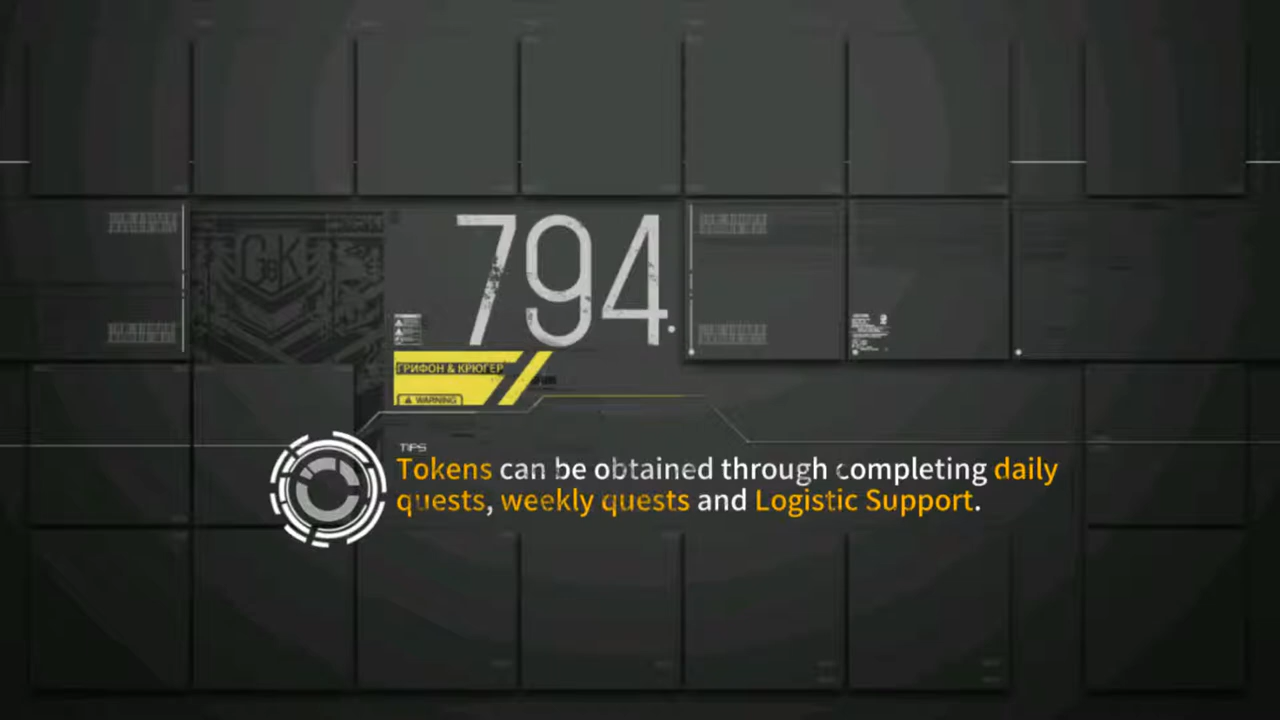 G&K
794.
ГРИФОН & КРЮГЕР
WARNING
TIPS
Tokens can be obtained through completing daily
quests, weekly quests and Logistic Support.